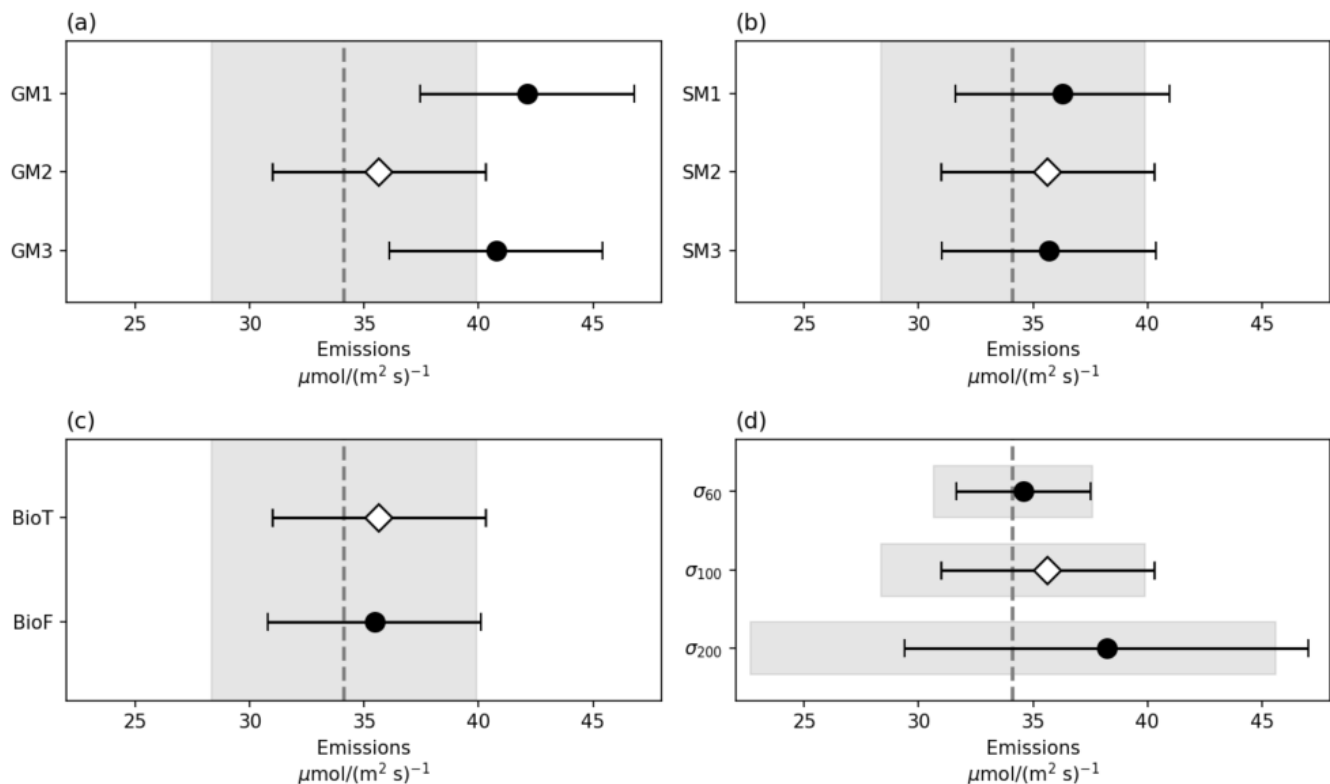 (a)
GM1
GM2
GM3
25 30 35 40 45
Emissions
μmol/(m² s)⁻¹
(b)
SM1
SM2
SM3
25 30 35 40 45
Emissions
μmol/(m² s)⁻¹
(c)
BioT
BioF
25 30 35 40 45
Emissions
μmol/(m² s)⁻¹
(d)
σ₆₀
σ₁₀₀
σ₂₀₀
25 30 35 40 45
Emissions
μmol/(m² s)⁻¹